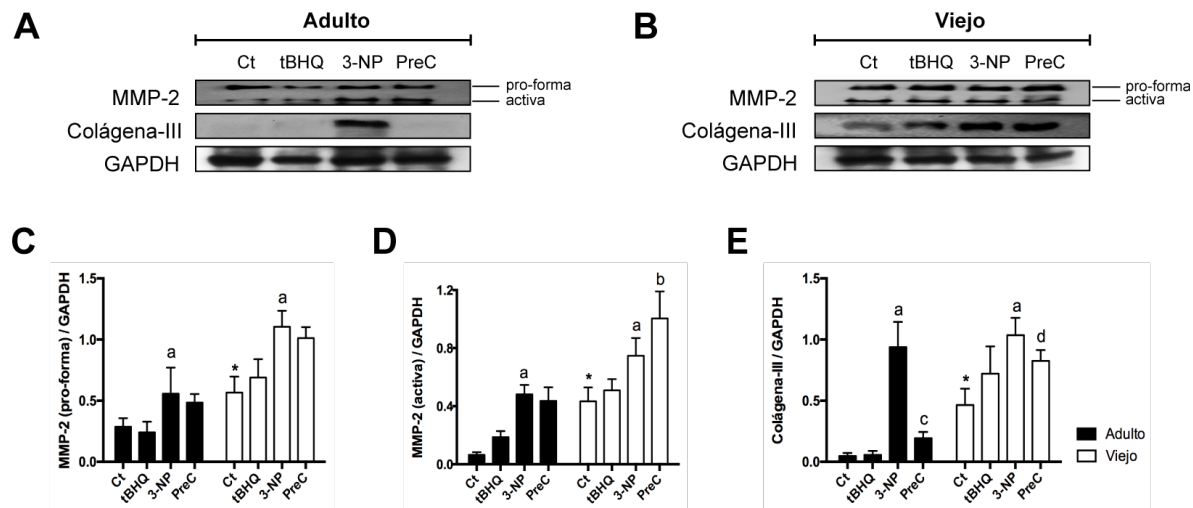 A
Adulto
Ct tBHQ 3-NP PreC
MMP-2
pro-forma
activa
Colágena-III
GAPDH
B
Viejo
Ct tBHQ 3-NP PreC
MMP-2
pro-forma
activa
Colágena-III
GAPDH
C
MMP-2 (pro-forma) / GAPDH
1.5
1.0
0.5
0.0
a
*
a
Ct tBHQ 3-NP PreC Ct tBHQ 3-NP PreC
D
MMP-2 (activa) / GAPDH
1.2
0.8
0.4
0.0
a
*
a
b
Ct tBHQ 3-NP PreC Ct tBHQ 3-NP PreC
E
Colágena-III / GAPDH
1.5
1.0
0.5
0.0
a
c
*
a
d
Ct tBHQ 3-NP PreC Ct tBHQ 3-NP PreC
Adulto
Viejo